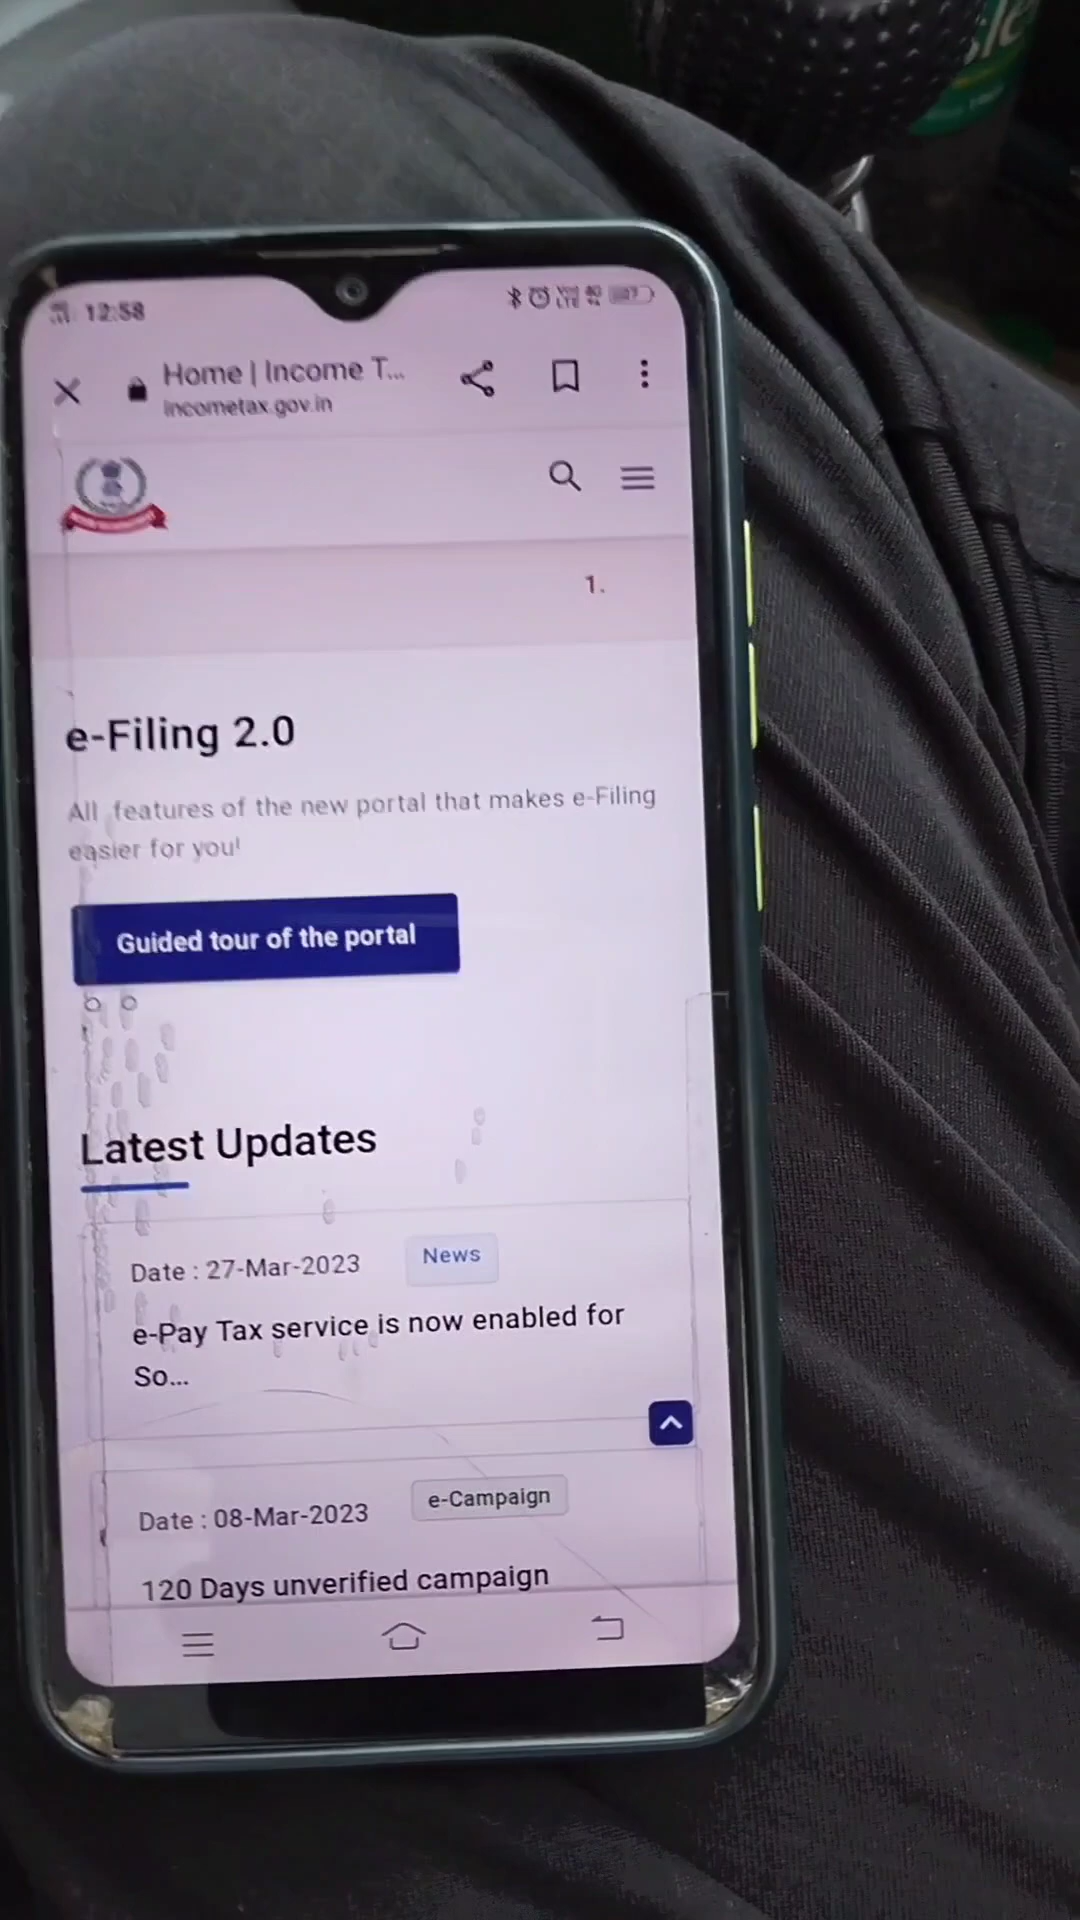 12:58
Home | Income T...
incometax.gov.in
1.
e-Filing 2.0
All features of the new portal that makes e-Filing
easier for you!
Guided tour of the portal
Latest Updates
Date : 27-Mar-2023
News
e-Pay Tax service is now enabled for
So...
Date : 08-Mar-2023
e-Campaign
120 Days unverified campaign